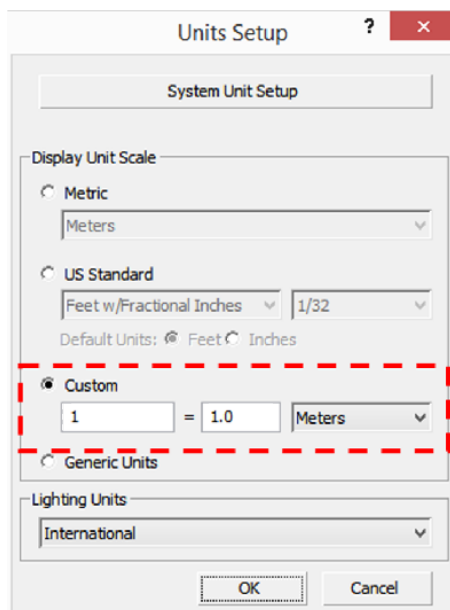 Units Setup ? ×
System Unit Setup
Display Unit Scale
Metric
Meters
US Standard
Feet w/Fractional Inches 1/32
Default Units: Feet Inches
Custom
1 = 1.0 Meters
Generic Units
Lighting Units
International
OK Cancel